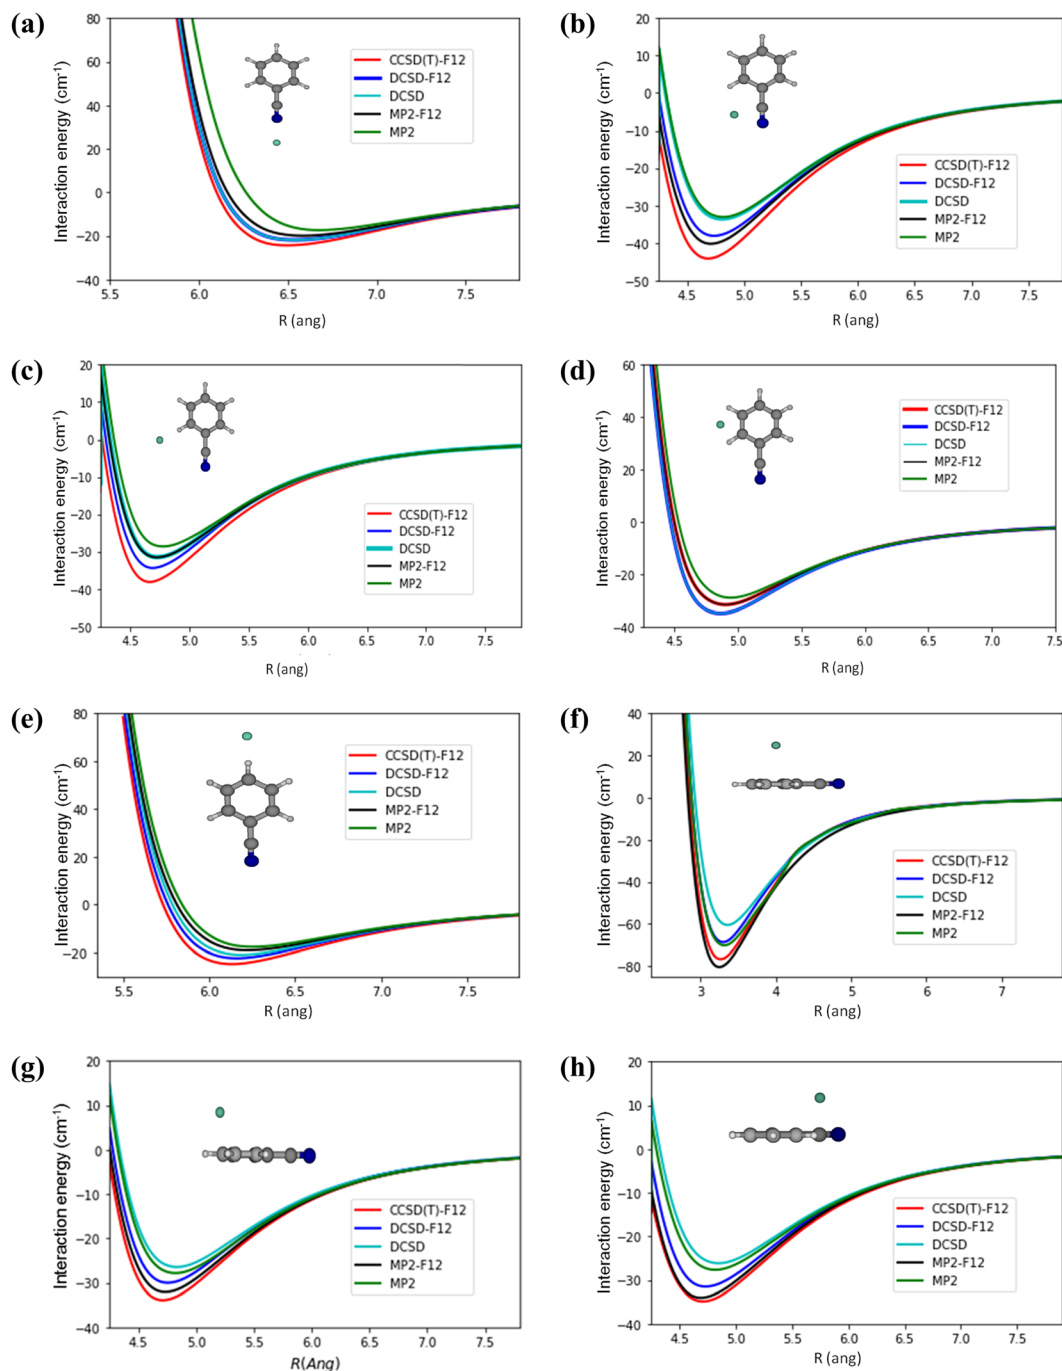 (a)
Interaction energy (cm-1)
80
60
40
20
0
−20
−40
5.5 6.0 6.5 7.0 7.5
R (ang)
CCSD(T)-F12
DCSD-F12
DCSD
MP2-F12
MP2
(b)
Interaction energy (cm-1)
20
10
0
−10
−20
−30
−40
−50
4.5 5.0 5.5 6.0 6.5 7.0 7.5
R (ang)
CCSD(T)-F12
DCSD-F12
DCSD
MP2-F12
MP2
(c)
Interaction energy (cm-1)
20
10
0
−10
−20
−30
−40
−50
4.5 5.0 5.5 6.0 6.5 7.0 7.5
R (ang)
CCSD(T)-F12
DCSD-F12
DCSD
MP2-F12
MP2
(d)
Interaction energy (cm-1)
60
40
20
0
−20
−40
4.5 5.0 5.5 6.0 6.5 7.0 7.5
R (ang)
CCSD(T)-F12
DCSD-F12
DCSD
MP2-F12
MP2
(e)
Interaction energy (cm-1)
80
60
40
20
0
−20
5.5 6.0 6.5 7.0 7.5
R (ang)
CCSD(T)-F12
DCSD-F12
DCSD
MP2-F12
MP2
(f)
Interaction energy (cm-1)
40
20
0
−20
−40
−60
−80
3 4 5 6 7
R (ang)
CCSD(T)-F12
DCSD-F12
DCSD
MP2-F12
MP2
(g)
Interaction energy (cm-1)
20
10
0
−10
−20
−30
−40
4.5 5.0 5.5 6.0 6.5 7.0 7.5
R(Ang)
CCSD(T)-F12
DCSD-F12
DCSD
MP2-F12
MP2
(h)
Interaction energy (cm-1)
20
10
0
−10
−20
−30
−40
4.5 5.0 5.5 6.0 6.5 7.0 7.5
R (ang)
CCSD(T)-F12
DCSD-F12
DCSD
MP2-F12
MP2